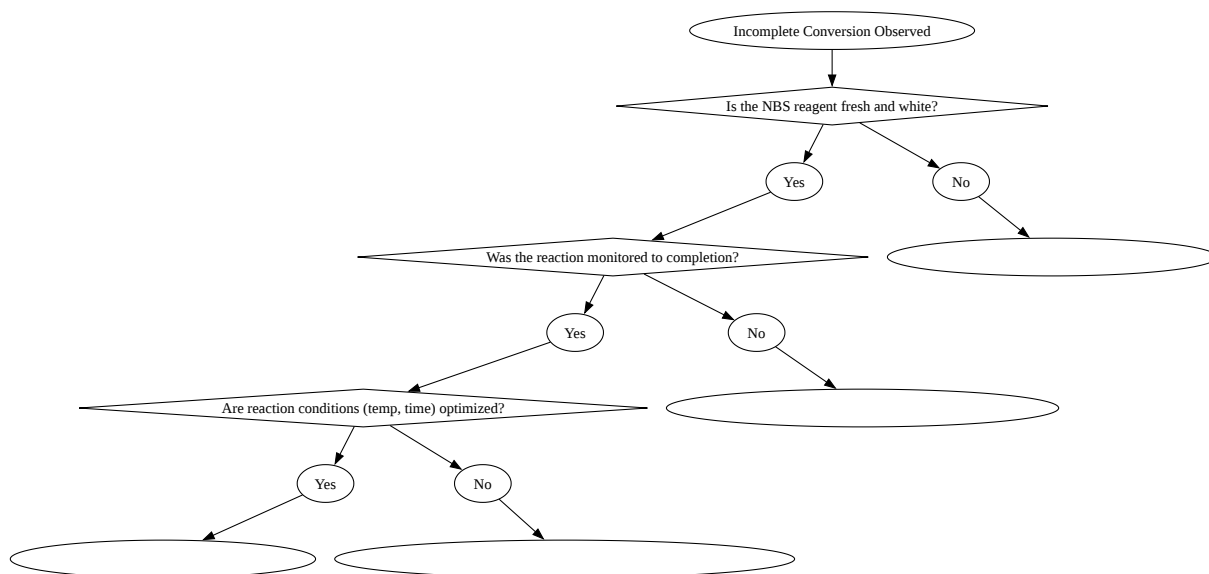 Incomplete Conversion Observed
Is the NBS reagent fresh and white?
Yes
No
Was the reaction monitored to completion?
Yes
No
Are reaction conditions (temp, time) optimized?
Yes
No